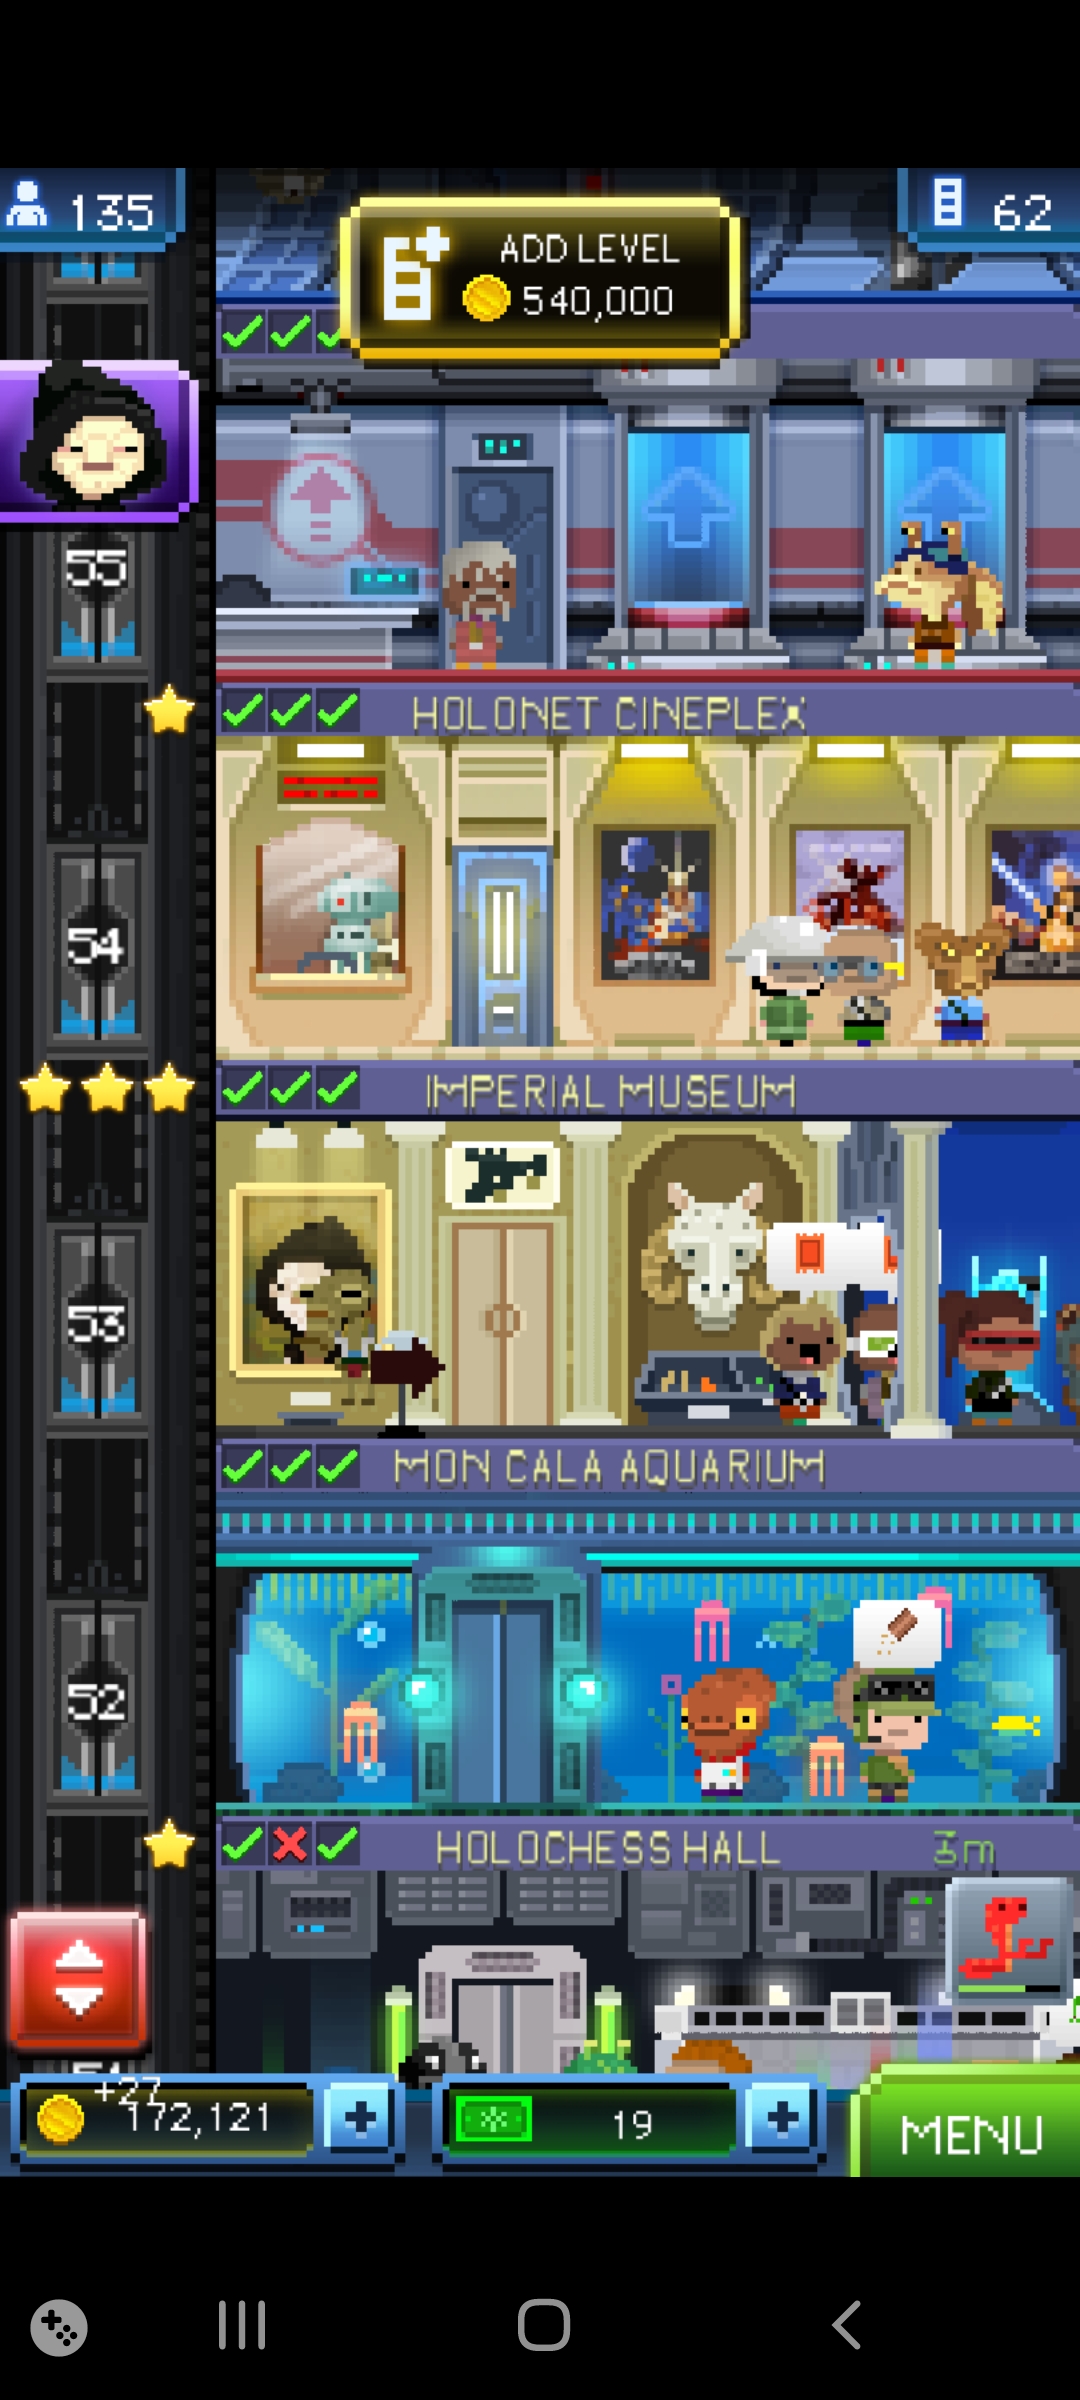 135
ADD LEVEL
540,000
62
55
HOLONET CINEPLEX
54
IMPERIAL MUSEUM
53
MON CALA AQUARIUM
52
HOLOCHESS HALL 3m
+27
172,121
19
MENU